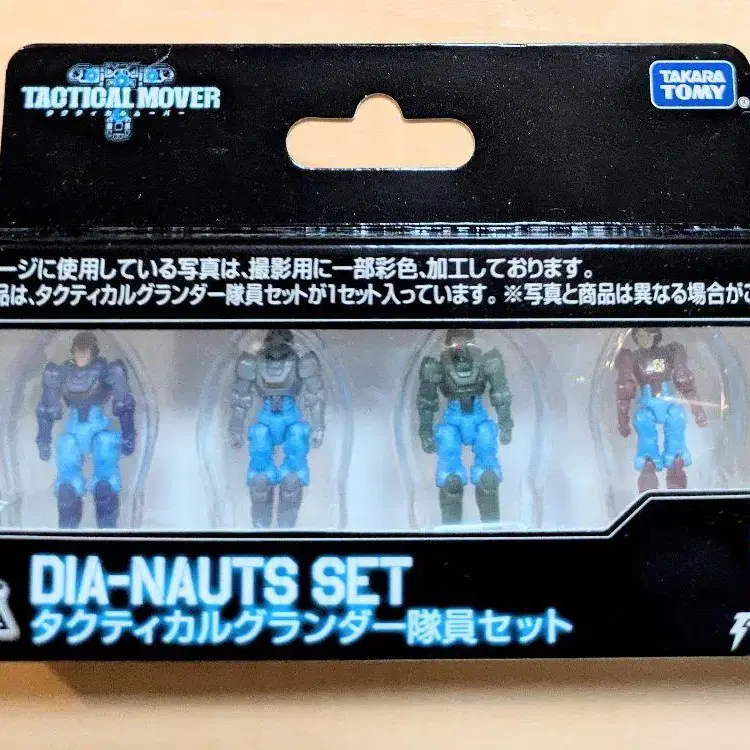 TACTICAL MOVER
タクティカルムーバー
TAKARA
TOMY
ージに使用している写真は、撮影用に一部彩色、加工しております。
品は、タクティカルグランダー隊員セットが1セット入っています。※写真と商品は異なる場合がご
DIA-NAUTS SET
タクティカルグランダー隊員セット